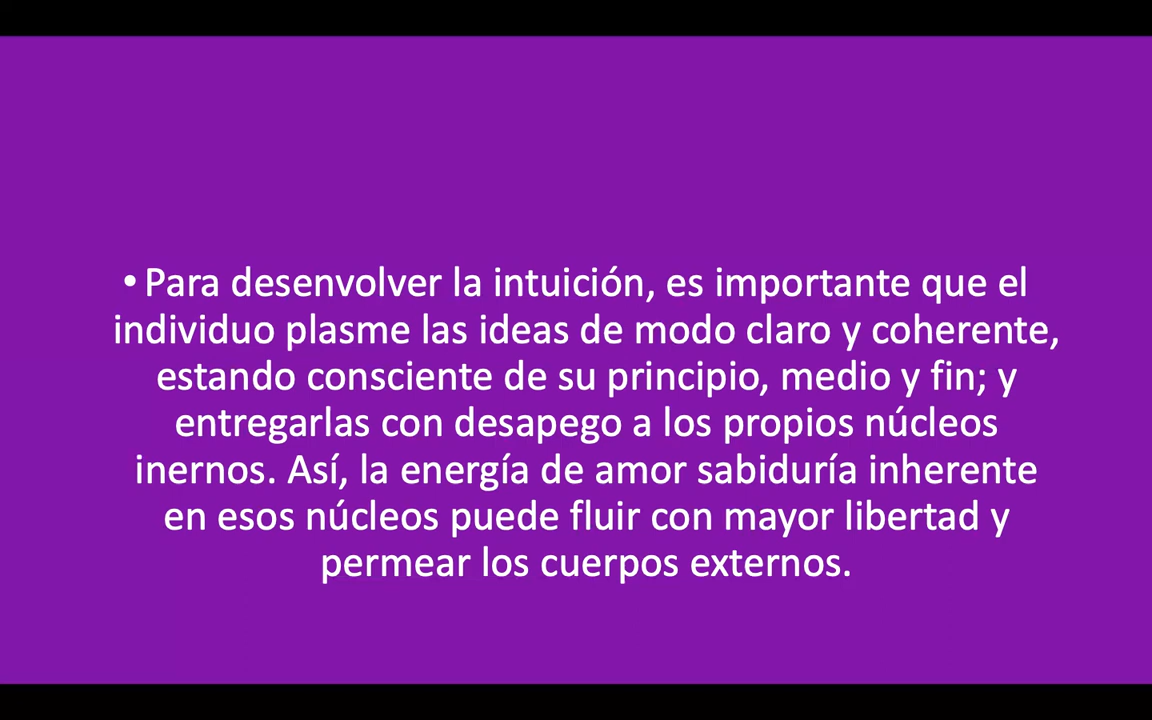 • Para desenvolver la intuición, es importante que el
individuo plasme las ideas de modo claro y coherente,
estando consciente de su principio, medio y fin; y
entregarlas con desapego a los propios núcleos
inernos. Así, la energía de amor sabiduría inherente
en esos núcleos puede fluir con mayor libertad y
permear los cuerpos externos.